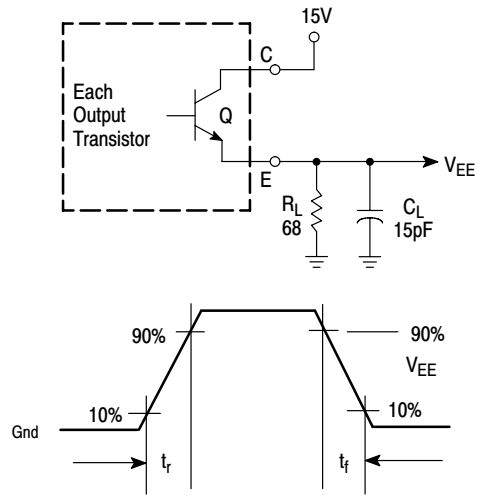 15V
C
Each
Output
Transistor
Q
E
V_EE
R_L
68
C_L
15pF
90%
90%
V_EE
10%
10%
Gnd
t_r
t_f